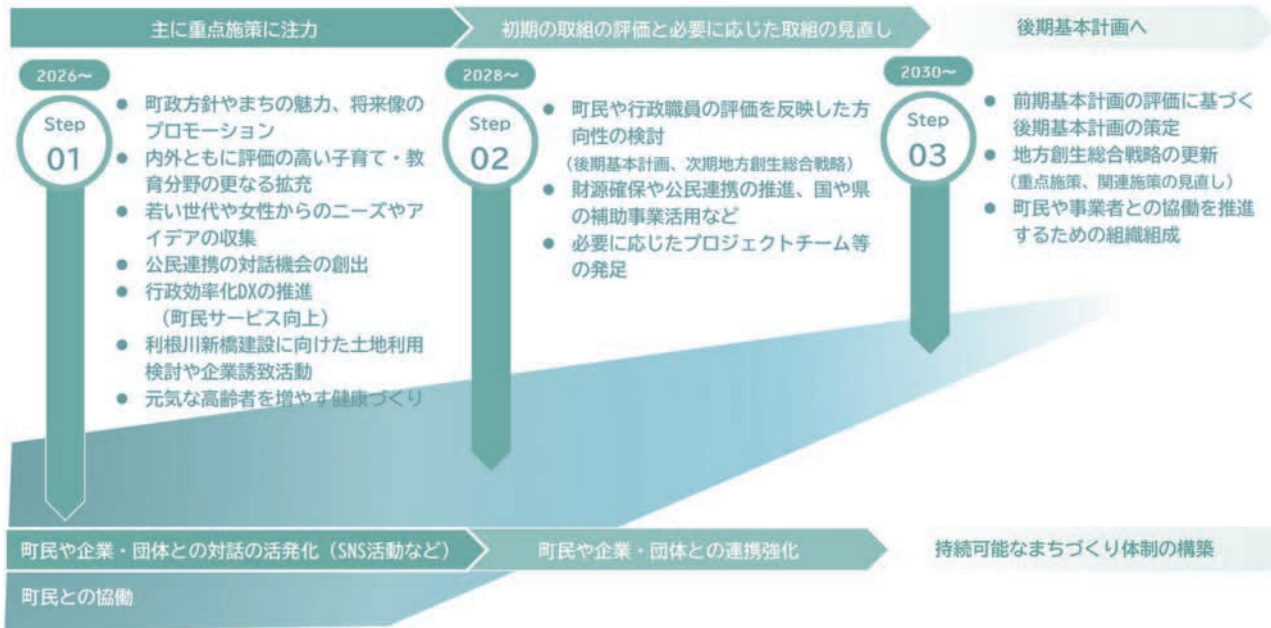 主に重点施策に注力
初期の取組の評価と必要に応じた取組の見直し
後期基本計画へ
2026~
Step
01
● 町政方針やまちの魅力、将来像の
プロモーション
● 内外ともに評価の高い子育て・教
育分野の更なる拡充
● 若い世代や女性からのニーズやア
イデアの収集
● 公民連携の対話機会の創出
● 行政効率化DXの推進
（町民サービス向上）
● 利根川新橋建設に向けた土地利用
検討や企業誘致活動
● 元気な高齢者を増やす健康づくり
2028~
Step
02
● 町民や行政職員の評価を反映した方
向性の検討
（後期基本計画、次期地方創生総合戦略）
● 財源確保や公民連携の推進、国や県
の補助事業活用など
● 必要に応じたプロジェクトチーム等
の発足
2030~
Step
03
● 前期基本計画の評価に基づく
後期基本計画の策定
● 地方創生総合戦略の更新
（重点施策、関連施策の見直し）
● 町民や事業者との協働を推進
するための組織組成
町民や企業・団体との対話の活発化（SNS活動など）
町民や企業・団体との連携強化
持続可能なまちづくり体制の構築
町民との協働